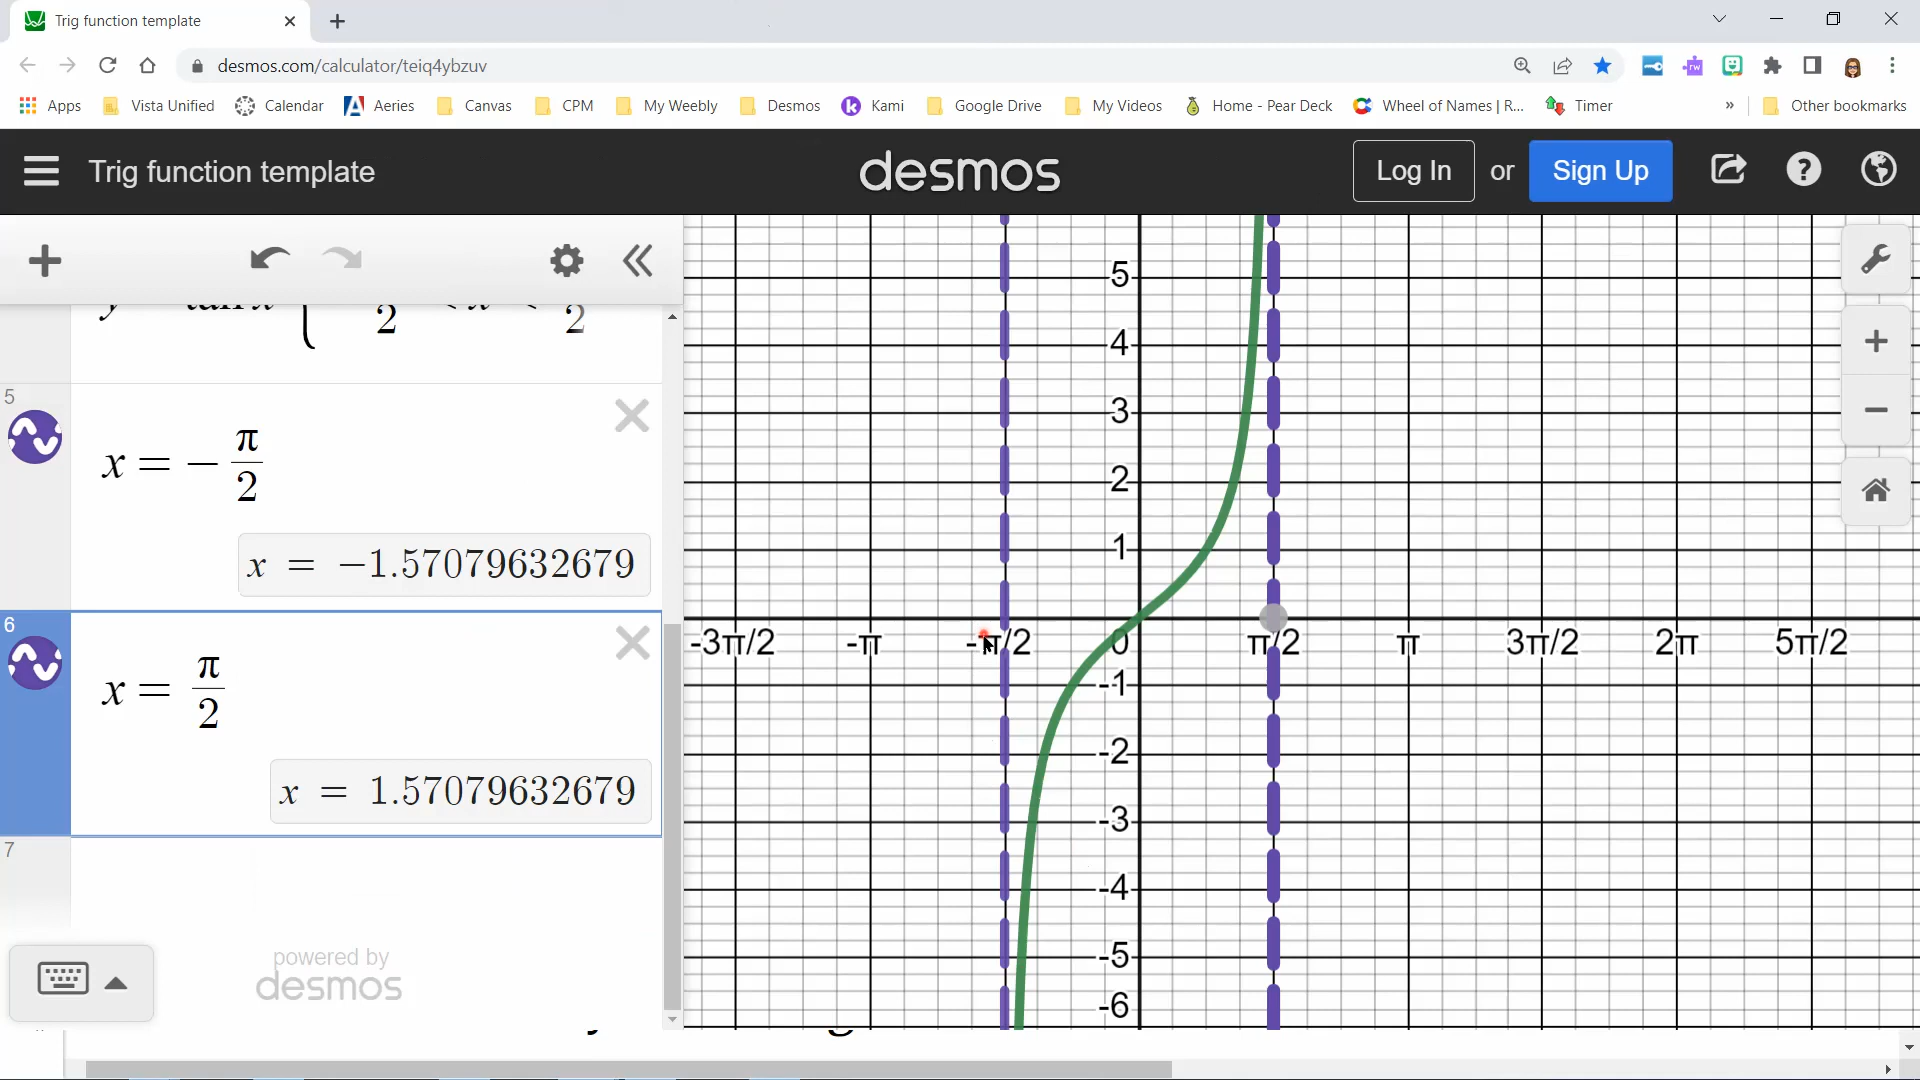 Trig function template
desmos.com/calculator/teiq4ybzuv
Apps Vista Unified Calendar Aeries Canvas CPM My Weebly Desmos Kami Google Drive My Videos Home - Pear Deck Wheel of Names | R... Timer » Other bookmarks
Trig function template desmos Log In or Sign Up
2 2
5
x = − π/2
x = −1.57079632679
6
x = π/2
x = 1.57079632679
7
powered by
desmos
5
4
3
2
1
-3π/2 -π -π/2 0 π/2 π 3π/2 2π 5π/2
-1
-2
-3
-4
-5
-6